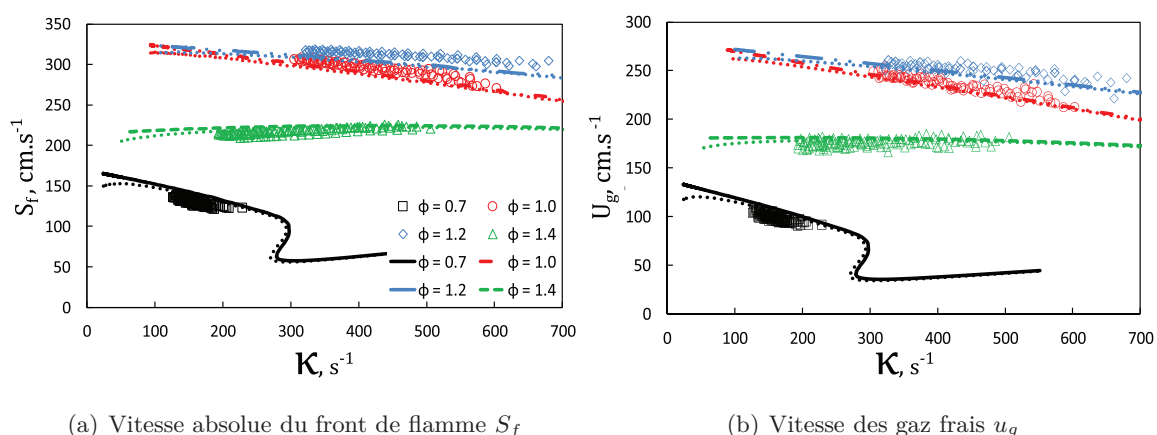 350
300
250
200
150
100
50
0
S_f, cm.s⁻¹
0 100 200 300 400 500 600 700
K, s⁻¹
ϕ = 0.7 ϕ = 1.0
ϕ = 1.2 ϕ = 1.4
ϕ = 0.7 ϕ = 1.0
ϕ = 1.2 ϕ = 1.4
(a) Vitesse absolue du front de flamme S_f
300
250
200
150
100
50
0
U_g, cm.s⁻¹
0 100 200 300 400 500 600 700
K, s⁻¹
(b) Vitesse des gaz frais u_g